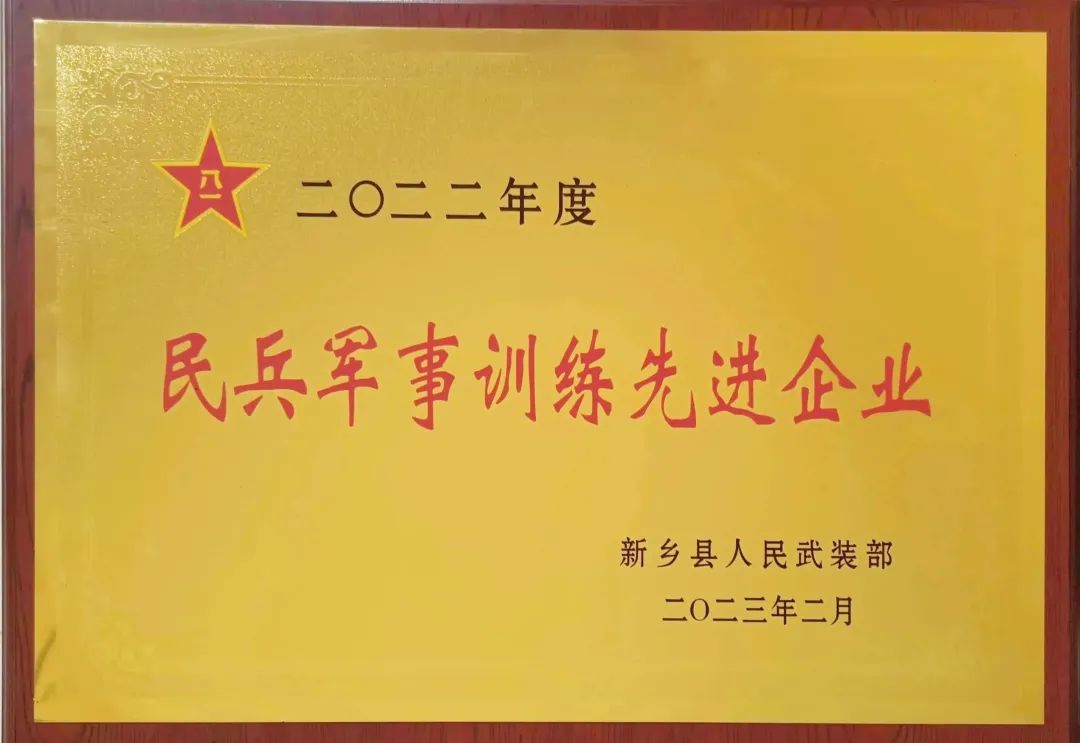 八一
二〇二二年度
民兵军事训练先进企业
新乡县人民武装部
二〇二三年二月